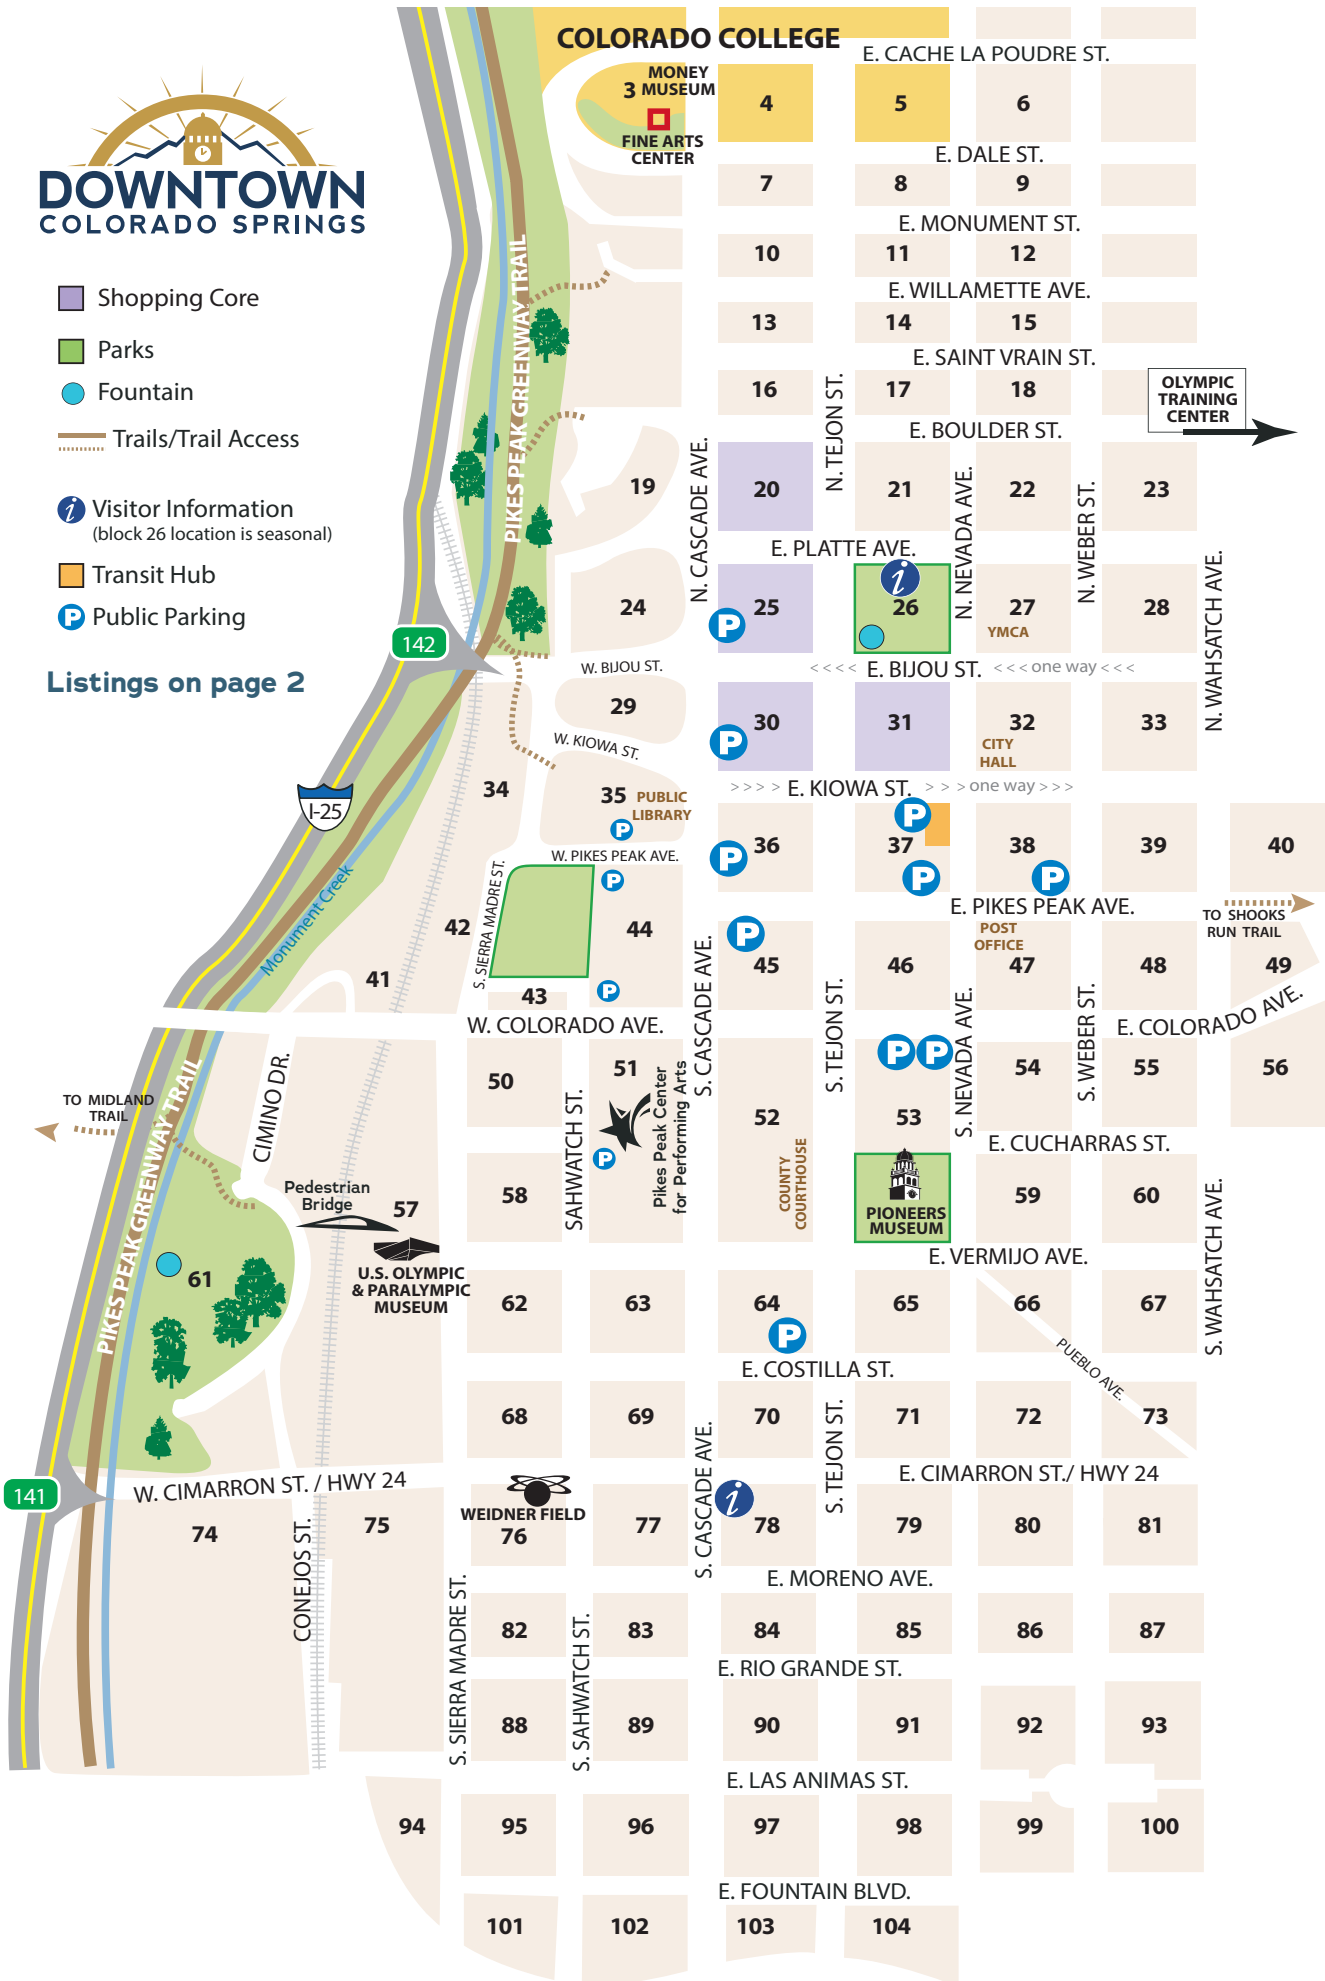 COLORADO COLLEGE
E. CACHE LA POUDRE ST.
MONEY
3 MUSEUM
4
5
6
FINE ARTS
CENTER
E. DALE ST.
DOWNTOWN
COLORADO SPRINGS
7
8
9
E. MONUMENT ST.
10
11
12
E. WILLAMETTE AVE.
Shopping Core
Parks
Fountain
Trails/Trail Access
Visitor Information
(block 26 location is seasonal)
Transit Hub
P Public Parking
Listings on page 2
PIKES PEAK GREENWAY TRAIL
13
14
15
E. SAINT VRAIN ST.
16
17
18
N. TEJON ST.
OLYMPIC
TRAINING
CENTER
E. BOULDER ST.
N. CASCADE AVE.
19
20
21
22
23
N. NEVADA AVE.
N. WEBER ST.
E. PLATTE AVE.
i
N. WAHSATCH AVE.
24
25
26
27
28
P
YMCA
142
W. BIJOU ST.
<<<< E. BIJOU ST. <<< one way <<<
29
30
31
32
33
P
CITY
HALL
W. KIOWA ST.
>>>> E. KIOWA ST. >>> one way >>>
I-25
34
35
PUBLIC
LIBRARY
P
P
36
P
37
38
39
40
P
P
P
W. PIKES PEAK AVE.
E. PIKES PEAK AVE.
TO SHOOKS
RUN TRAIL
Monument Creek
S. SIERRA MADRE ST.
P
42
44
P
45
46
POST
OFFICE
47
48
49
41
43
P
S. CASCADE AVE.
S. TEJON ST.
S. NEVADA AVE.
S. WEBER ST.
W. COLORADO AVE.
E. COLORADO AVE.
CIMINO DR.
50
51
Pikes Peak Center
for Performing Arts
P
P
P
52
53
54
55
56
TO MIDLAND
TRAIL
PIKES PEAK GREENWAY TRAIL
SAHWATCH ST.
COUNTY
COURTHOUSE
E. CUCHARRAS ST.
Pedestrian
Bridge
57
58
PIONEERS
MUSEUM
59
60
S. WAHSATCH AVE.
E. VERMIJO AVE.
61
U.S. OLYMPIC
& PARALYMPIC
MUSEUM
62
63
64
P
65
66
67
PUEBLO AVE.
E. COSTILLA ST.
68
69
70
71
72
73
S. CASCADE AVE.
S. TEJON ST.
141
W. CIMARRON ST. / HWY 24
E. CIMARRON ST./ HWY 24
WEIDNER FIELD
i
74
75
76
77
78
79
80
81
CONEJOS ST.
E. MORENO AVE.
S. SIERRA MADRE ST.
S. SAHWATCH ST.
82
83
84
85
86
87
E. RIO GRANDE ST.
88
89
90
91
92
93
E. LAS ANIMAS ST.
94
95
96
97
98
99
100
E. FOUNTAIN BLVD.
101
102
103
104